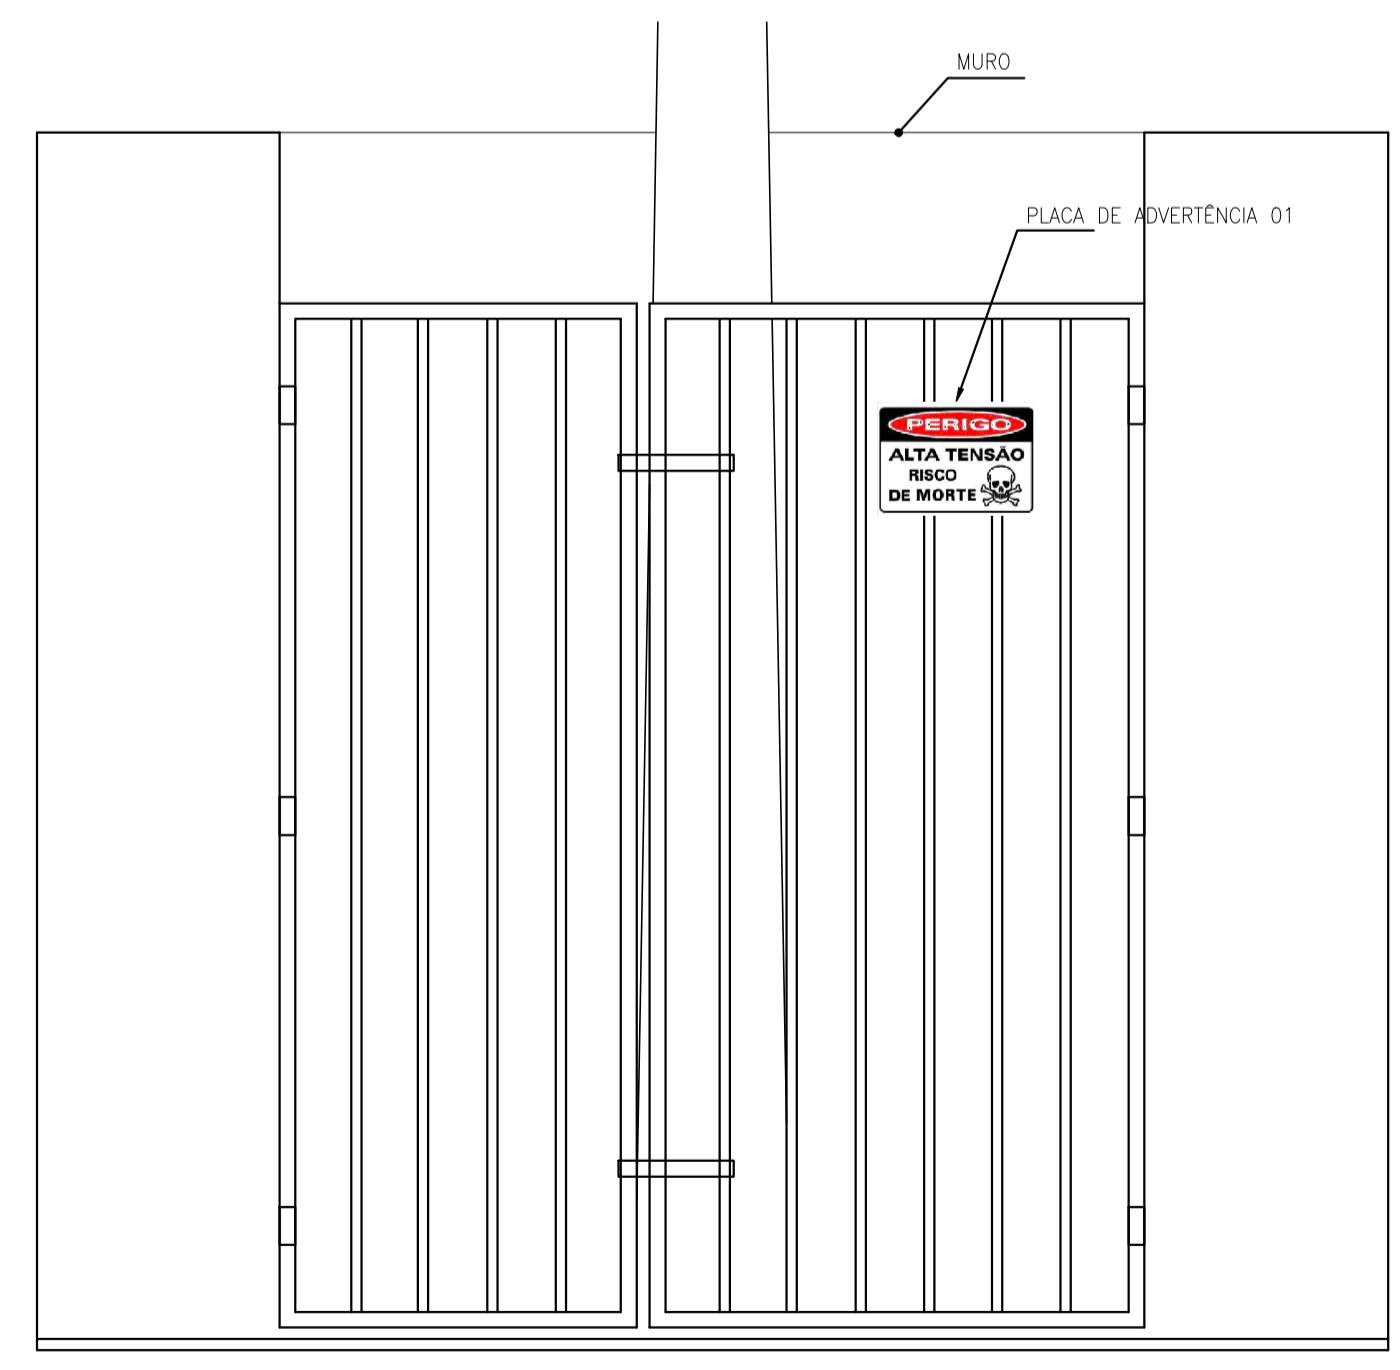 MURO
PLACA DE ADVERTÊNCIA 01
PERIGO
ALTA TENSÃO
RISCO
DE MORTE